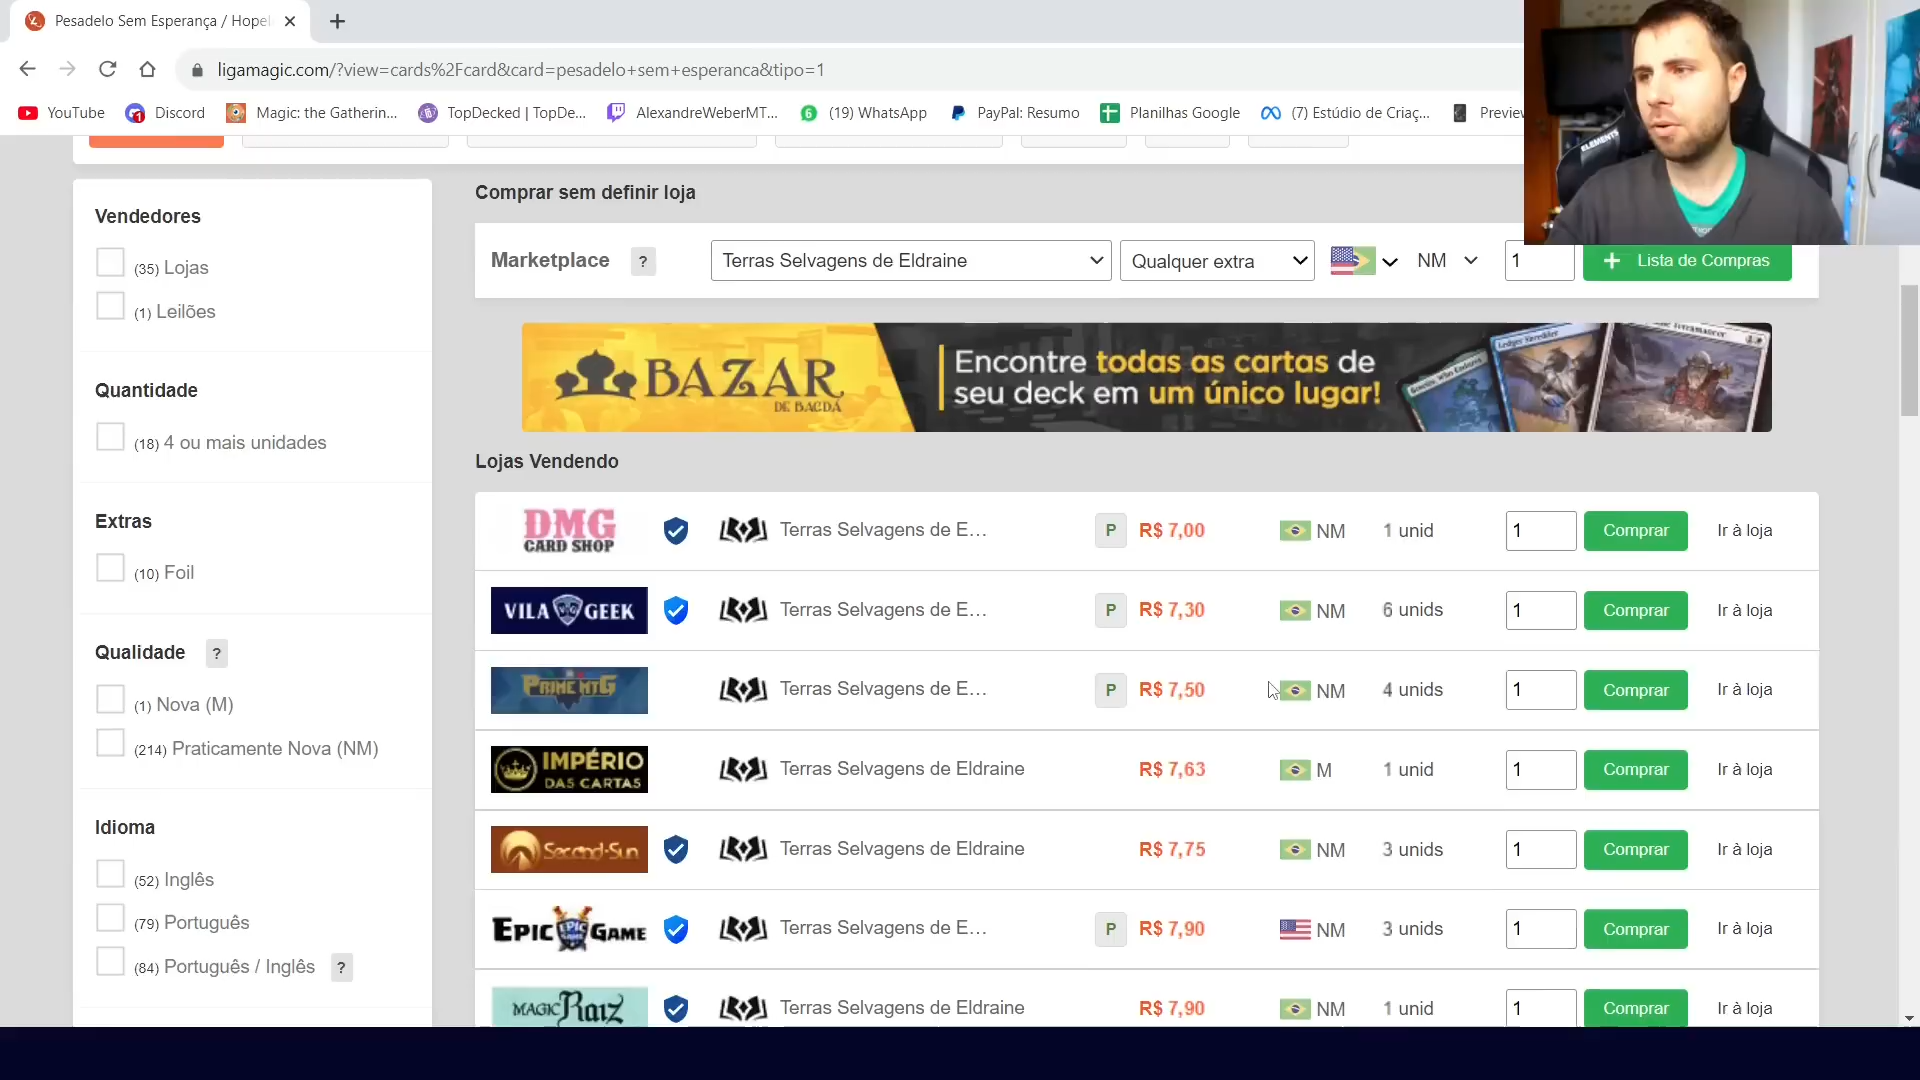 Pesadelo Sem Esperança / Hopel
ligamagic.com/?view=cards%2Fcard&card=pesadelo+sem+esperanca&tipo=1
YouTube
Discord
Magic: the Gatherin...
TopDecked | TopDe...
AlexandreWeberMT...
(19) WhatsApp
PayPal: Resumo
Planilhas Google
(7) Estúdio de Criaç...
Preview
ELEMENTS
Vendedores
(35) Lojas
(1) Leilões
Quantidade
(18) 4 ou mais unidades
Extras
(10) Foil
Qualidade ?
(1) Nova (M)
(214) Praticamente Nova (NM)
Idioma
(52) Inglês
(79) Português
(84) Português / Inglês ?
Comprar sem definir loja
Marketplace ? Terras Selvagens de Eldraine Qualquer extra NM 1 + Lista de Compras
BAZAR
DE BAGDÁ
Encontre todas as cartas de
seu deck em um único lugar!
Ledger Shredder
Lojas Vendendo
DMG
CARD SHOP
Terras Selvagens de E... P R$ 7,00 NM 1 unid 1 Comprar Ir à loja
VILA GEEK Terras Selvagens de E... P R$ 7,30 NM 6 unids 1 Comprar Ir à loja
PRIME MTG Terras Selvagens de E... P R$ 7,50 NM 4 unids 1 Comprar Ir à loja
IMPÉRIO
DAS CARTAS
Terras Selvagens de Eldraine R$ 7,63 M 1 unid 1 Comprar Ir à loja
Second-Sun Terras Selvagens de Eldraine R$ 7,75 NM 3 unids 1 Comprar Ir à loja
EPIC EPIC GAME Terras Selvagens de E... P R$ 7,90 NM 3 unids 1 Comprar Ir à loja
MAGIC Raiz Terras Selvagens de Eldraine R$ 7,90 NM 1 unid 1 Comprar Ir à loja